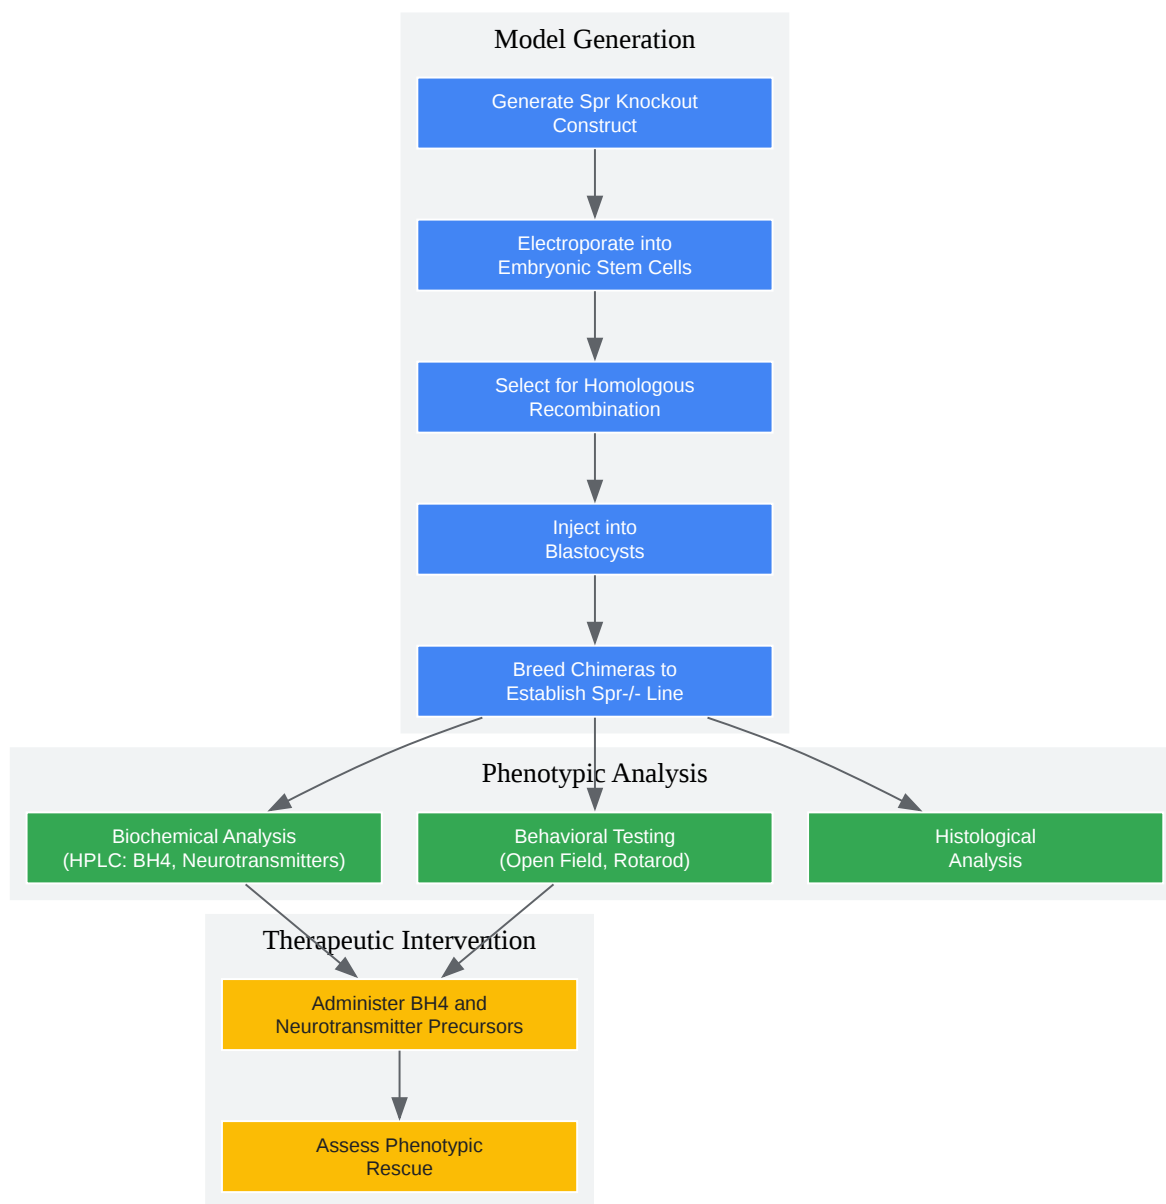 Model Generation
Generate Spr Knockout
Construct
Electroporate into
Embryonic Stem Cells
Select for Homologous
Recombination
Inject into
Blastocysts
Breed Chimeras to
Establish Spr-/- Line
Phenotypic Analysis
Biochemical Analysis
(HPLC: BH4, Neurotransmitters)
Behavioral Testing
(Open Field, Rotarod)
Histological
Analysis
Therapeutic Intervention
Administer BH4 and
Neurotransmitter Precursors
Assess Phenotypic
Rescue